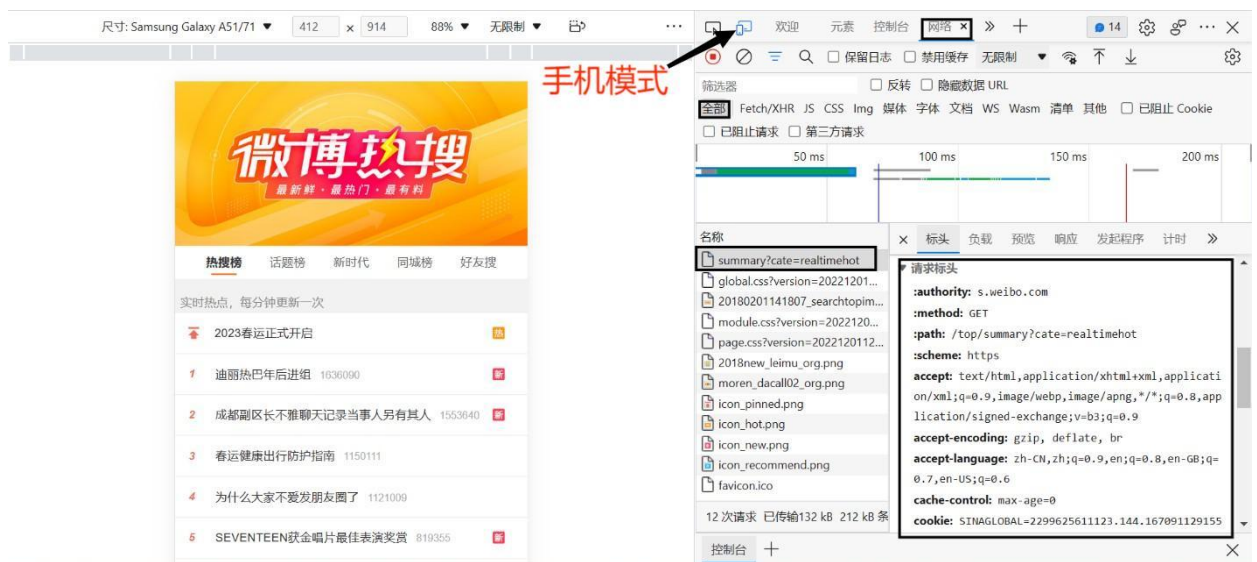 尺寸: Samsung Galaxy A51/71 ▼ 412 x 914 88% ▼ 无限制 ▼
欢迎 元素 控制台 网络 × » + 14
保留日志 禁用缓存 无限制 ▼
手机模式
筛选器 反转 隐藏数据 URL
全部 Fetch/XHR JS CSS Img 媒体 字体 文档 WS Wasm 清单 其他 已阻止 Cookie
已阻止请求 第三方请求
50 ms 100 ms 150 ms 200 ms
微博热搜
最新鲜·最热门·最有料
热搜榜 话题榜 新时代 同城榜 好友搜
实时热点，每分钟更新一次
2023春运正式开启 热
1 迪丽热巴年后进组 1636090 新
2 成都副区长不雅聊天记录当事人另有其人 1553640 新
3 春运健康出行防护指南 1150111
4 为什么大家不爱发朋友圈了 1121009
5 SEVENTEEN获金唱片最佳表演奖赏 819355 新
名称
summary?cate=realtimehot
global.css?version=20221201...
20180201141807_searchtopim...
module.css?version=2022120...
page.css?version=2022120112...
2018new_leimu_org.png
moren_dacall02_org.png
icon_pinned.png
icon_hot.png
icon_new.png
icon_recommend.png
favicon.ico
12 次请求 已传输132 kB 212 kB 条
× 标头 负载 预览 响应 发起程序 计时 »
▼ 请求标头
:authority: s.weibo.com
:method: GET
:path: /top/summary?cate=realtimehot
:scheme: https
accept: text/html,application/xhtml+xml,applicati
on/xml;q=0.9,image/webp,image/apng,*/*;q=0.8,app
lication/signed-exchange;v=b3;q=0.9
accept-encoding: gzip, deflate, br
accept-language: zh-CN,zh;q=0.9,en;q=0.8,en-GB;q=
0.7,en-US;q=0.6
cache-control: max-age=0
cookie: SINAGLOBAL=2299625611123.144.167091129155
控制台 +